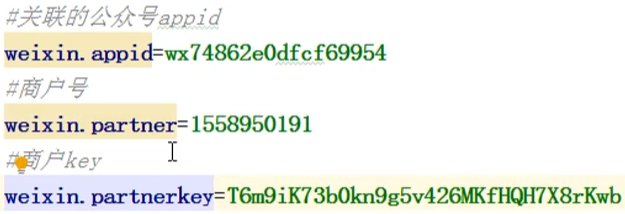 #关联的公众号appid
weixin.appid=wx74862e0dfcf69954
#商户号
weixin.partner=1558950191
#商户key
weixin.partnerkey=T6m9iK73b0kn9g5v426MKfHQH7X8rKwb